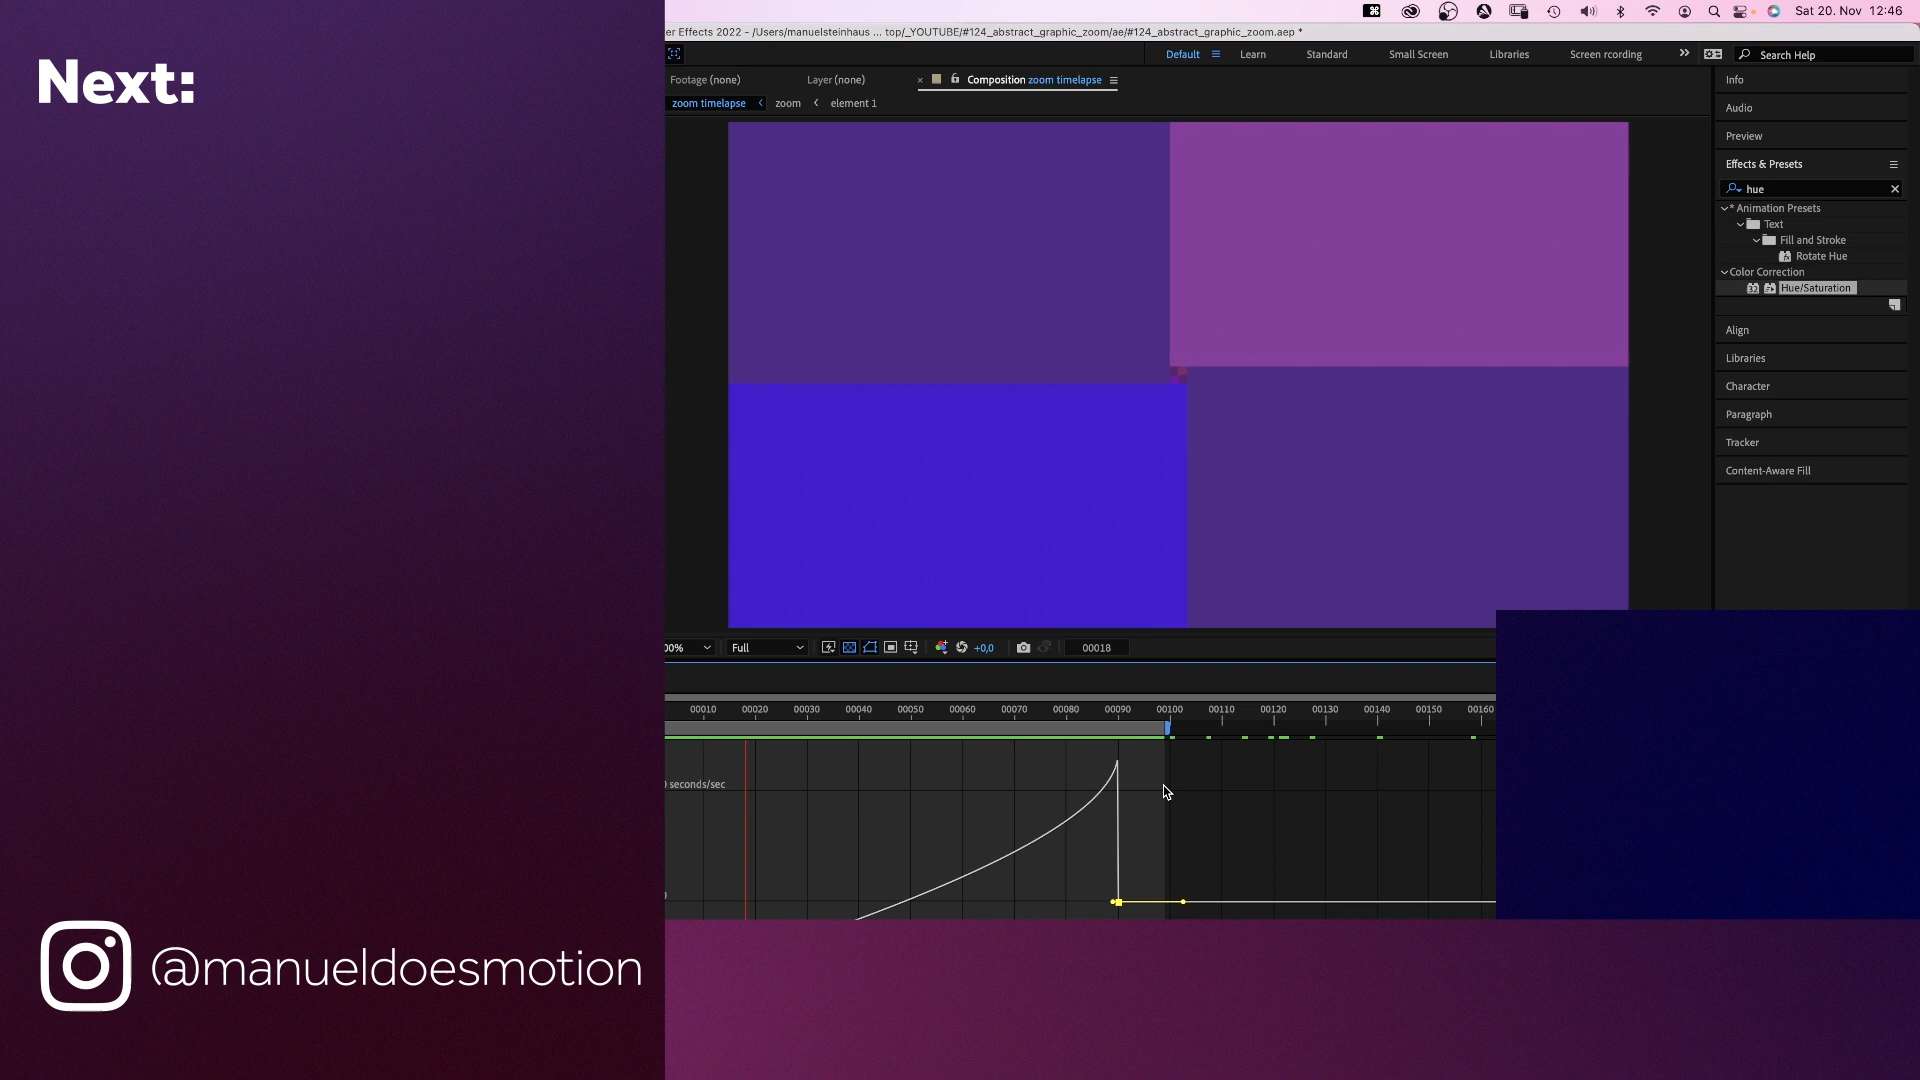 Next:
@manueldoesmotion
Sat 20. Nov 12:46
er Effects 2022 - /Users/manuelsteinhaus ... top/_YOUTUBE/#124_abstract_graphic_zoom/ae/#124_abstract_graphic_zoom.aep *
Default
Learn
Standard
Small Screen
Libraries
Screen rcording
Search Help
Footage (none)
Layer (none)
Composition zoom timelapse
zoom timelapse
zoom
element 1
Info
Audio
Preview
Effects & Presets
hue
* Animation Presets
Text
Fill and Stroke
Rotate Hue
Color Correction
32
Hue/Saturation
Align
Libraries
Character
Paragraph
Tracker
Content-Aware Fill
00%
Full
+0,0
00018
00010 00020 00030 00040 00050 00060 00070 00080 00090 00100 00110 00120 00130 00140 00150 00160
seconds/sec